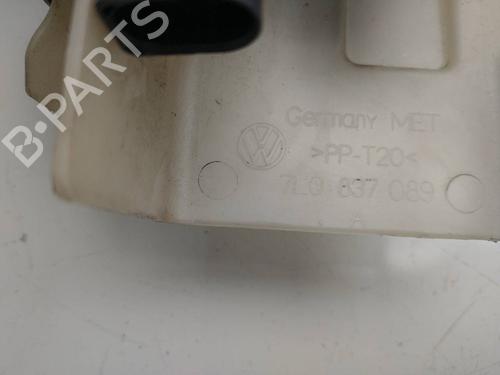 B-PARTS
Germany MET
>PP-T20<
7L0 837 089